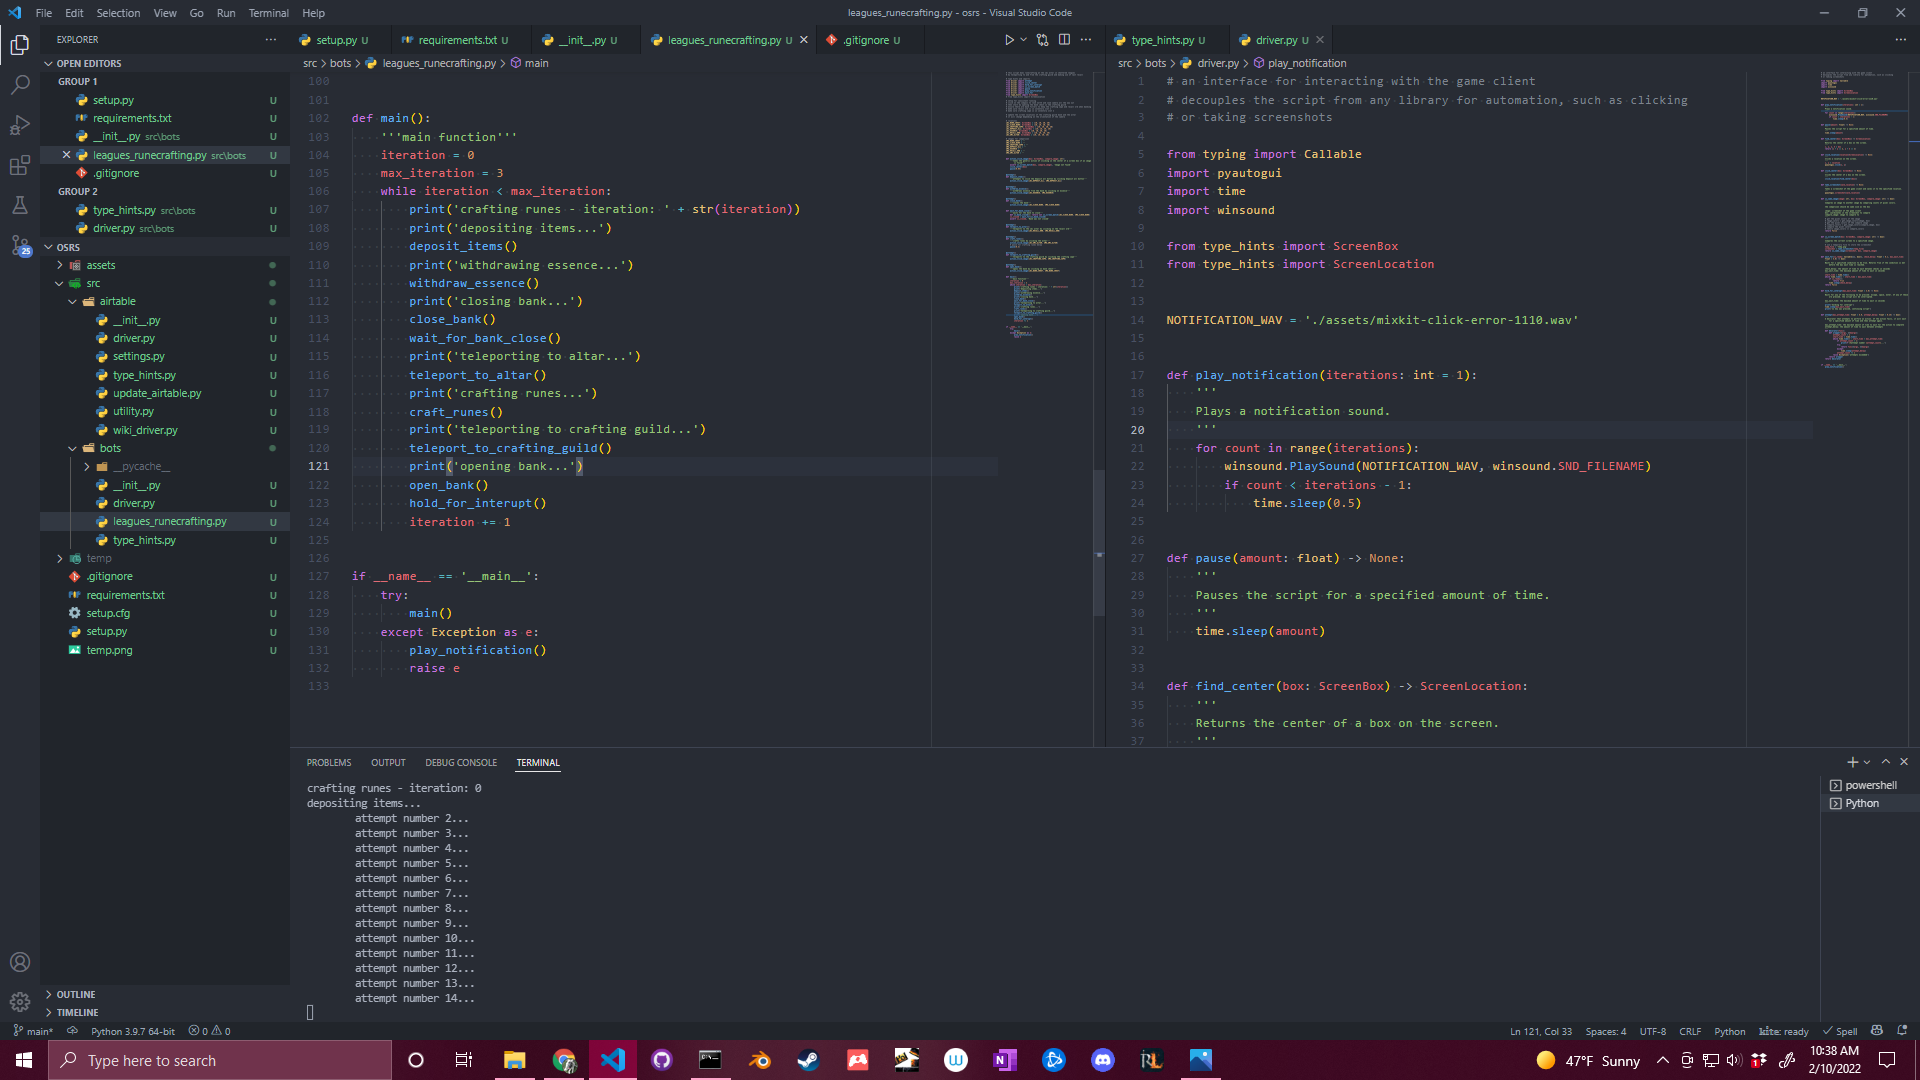 File Edit Selection View Go Run Terminal Help
leagues_runecrafting.py - osrs - Visual Studio Code
EXPLORER
OPEN EDITORS
GROUP 1
setup.py U
requirements.txt U
__init__.py src\bots U
leagues_runecrafting.py src\bots U
.gitignore U
GROUP 2
type_hints.py src\bots U
driver.py src\bots U
OSRS
assets
src
airtable
__init__.py U
driver.py U
settings.py U
type_hints.py U
update_airtable.py U
utility.py U
wiki_driver.py U
bots
__pycache__
__init__.py U
driver.py U
leagues_runecrafting.py U
type_hints.py U
temp
.gitignore U
requirements.txt U
setup.cfg U
setup.py U
temp.png U
OUTLINE
TIMELINE
25
setup.py U requirements.txt U __init__.py U leagues_runecrafting.py U .gitignore U
src > bots > leagues_runecrafting.py > main
100
101
102 def main():
103 '''main function'''
104 iteration = 0
105 max_iteration = 3
106 while iteration < max_iteration:
107 print('crafting runes - iteration: ' + str(iteration))
108 print('depositing items...')
109 deposit_items()
110 print('withdrawing essence...')
111 withdraw_essence()
112 print('closing bank...')
113 close_bank()
114 wait_for_bank_close()
115 print('teleporting to altar...')
116 teleport_to_altar()
117 print('crafting runes...')
118 craft_runes()
119 print('teleporting to crafting guild...')
120 teleport_to_crafting_guild()
121 print('opening bank...')
122 open_bank()
123 hold_for_interupt()
124 iteration += 1
125
126
127 if __name__ == '__main__':
128 try:
129 main()
130 except Exception as e:
131 play_notification()
132 raise e
133
type_hints.py U driver.py U
src > bots > driver.py > play_notification
1 # an interface for interacting with the game client
2 # decouples the script from any library for automation, such as clicking
3 # or taking screenshots
4
5 from typing import Callable
6 import pyautogui
7 import time
8 import winsound
9
10 from type_hints import ScreenBox
11 from type_hints import ScreenLocation
12
13
14 NOTIFICATION_WAV = './assets/mixkit-click-error-1110.wav'
15
16
17 def play_notification(iterations: int = 1):
18 '''
19 Plays a notification sound.
20 '''
21 for count in range(iterations):
22 winsound.PlaySound(NOTIFICATION_WAV, winsound.SND_FILENAME)
23 if count < iterations - 1:
24 time.sleep(0.5)
25
26
27 def pause(amount: float) -> None:
28 '''
29 Pauses the script for a specified amount of time.
30 '''
31 time.sleep(amount)
32
33
34 def find_center(box: ScreenBox) -> ScreenLocation:
35 '''
36 Returns the center of a box on the screen.
37 '''
PROBLEMS OUTPUT DEBUG CONSOLE TERMINAL
crafting runes - iteration: 0
depositing items...
attempt number 2...
attempt number 3...
attempt number 4...
attempt number 5...
attempt number 6...
attempt number 7...
attempt number 8...
attempt number 9...
attempt number 10...
attempt number 11...
attempt number 12...
attempt number 13...
attempt number 14...
powershell
Python
main* Python 3.9.7 64-bit 0 0
Ln 121, Col 33 Spaces: 4 UTF-8 CRLF Python kite: ready Spell
Type here to search
47°F Sunny
10:38 AM
2/10/2022